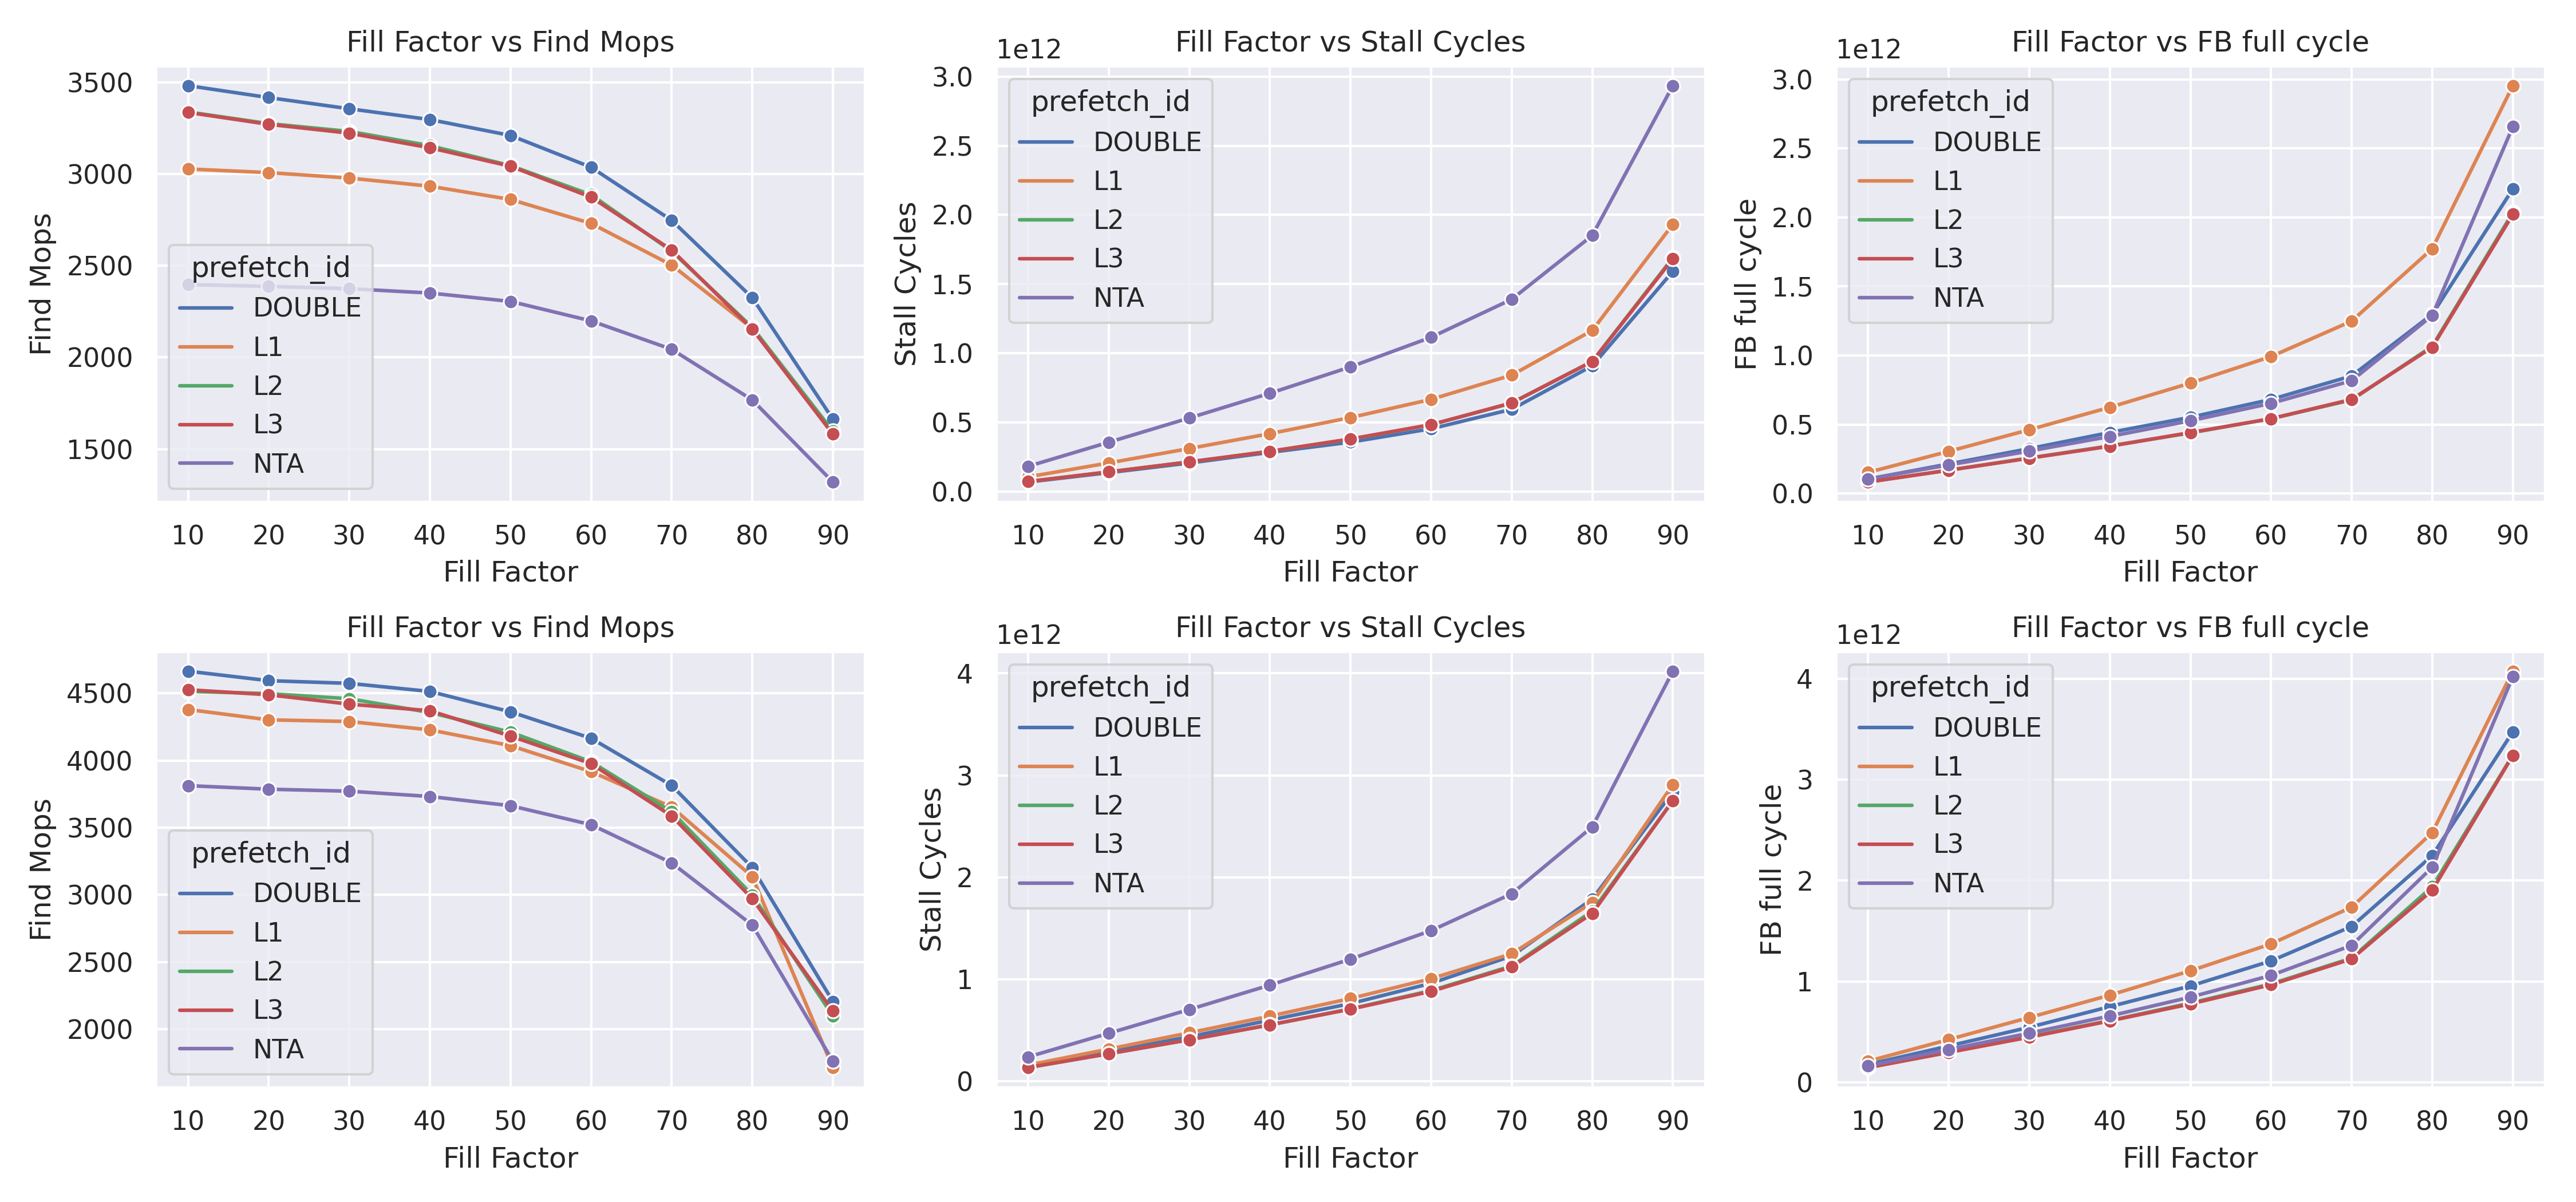 Fill Factor vs Find Mops
3500
3000
2500
2000
1500
Find Mops
prefetch_id
DOUBLE
L1
L2
L3
NTA
10 20 30 40 50 60 70 80 90
Fill Factor
Fill Factor vs Stall Cycles
1e12
3.0
2.5
2.0
1.5
1.0
0.5
0.0
Stall Cycles
prefetch_id
DOUBLE
L1
L2
L3
NTA
10 20 30 40 50 60 70 80 90
Fill Factor
Fill Factor vs FB full cycle
1e12
3.0
2.5
2.0
1.5
1.0
0.5
0.0
FB full cycle
prefetch_id
DOUBLE
L1
L2
L3
NTA
10 20 30 40 50 60 70 80 90
Fill Factor
Fill Factor vs Find Mops
4500
4000
3500
3000
2500
2000
Find Mops
prefetch_id
DOUBLE
L1
L2
L3
NTA
10 20 30 40 50 60 70 80 90
Fill Factor
Fill Factor vs Stall Cycles
1e12
4
3
2
1
0
Stall Cycles
prefetch_id
DOUBLE
L1
L2
L3
NTA
10 20 30 40 50 60 70 80 90
Fill Factor
Fill Factor vs FB full cycle
1e12
4
3
2
1
0
FB full cycle
prefetch_id
DOUBLE
L1
L2
L3
NTA
10 20 30 40 50 60 70 80 90
Fill Factor